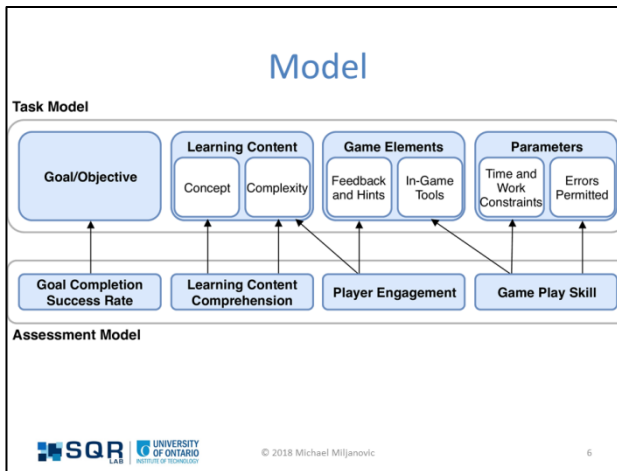 Model
Task Model
Goal/Objective
Learning Content
Concept
Complexity
Game Elements
Feedback
and Hints
In-Game
Tools
Parameters
Time and
Work
Constraints
Errors
Permitted
Goal Completion
Success Rate
Learning Content
Comprehension
Player Engagement
Game Play Skill
Assessment Model
SQR
LAB
UNIVERSITY
OF ONTARIO
INSTITUTE OF TECHNOLOGY
© 2018 Michael Miljanovic
6